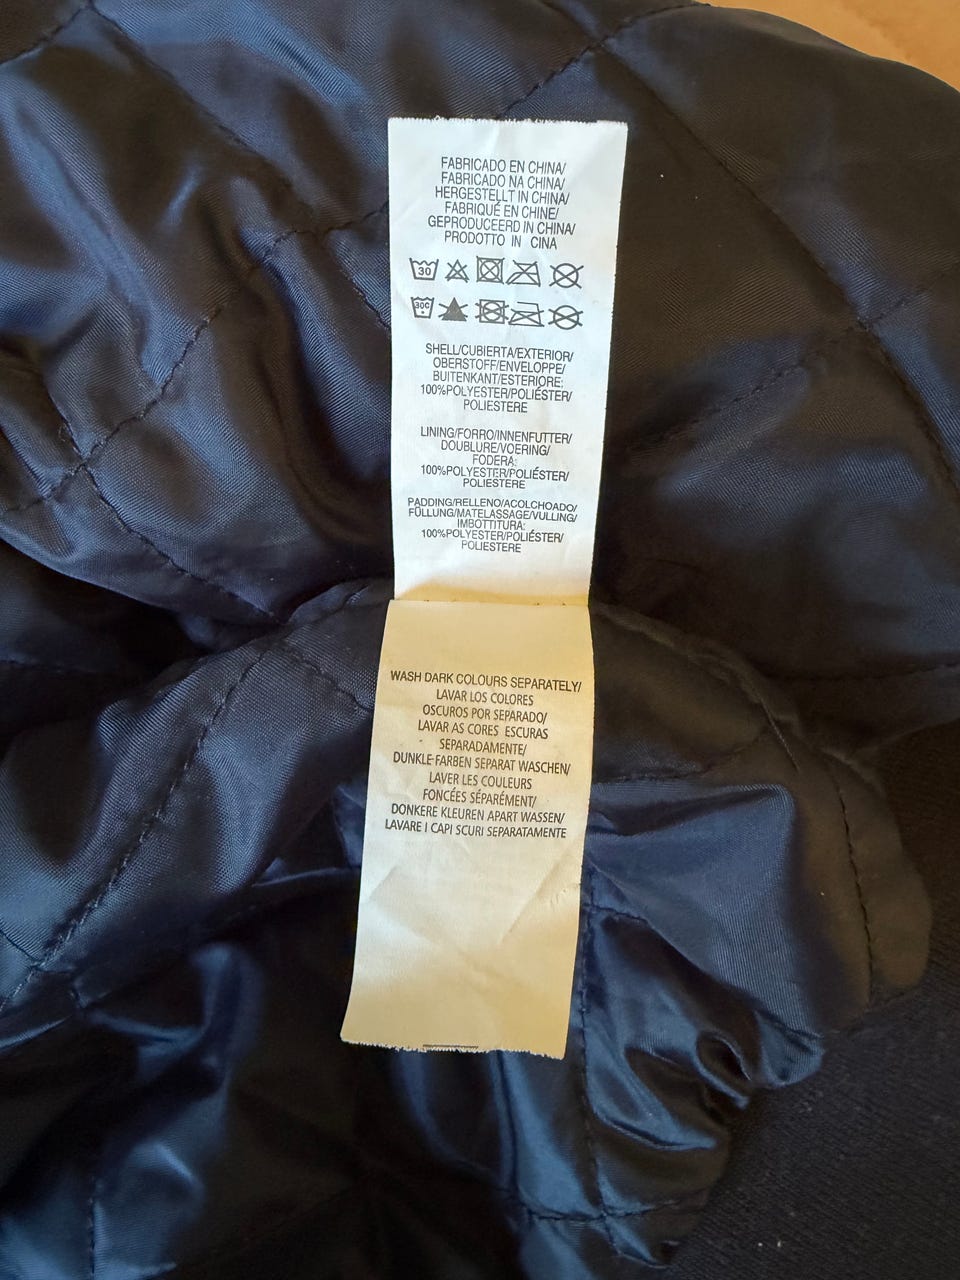 FABRICADO EN CHINA/
FABRICADO NA CHINA/
HERGESTELLT IN CHINA/
FABRIQUÉ EN CHINE/
GEPRODUCEERD IN CHINA/
PRODOTTO IN CINA
30
30C
SHELL/CUBIERTA/EXTERIOR/
OBERSTOFF/ENVELOPPE/
BUITENKANT/ESTERIORE:
100%POLYESTER/POLIÉSTER/
POLIESTERE
LINING/FORRO/INNENFUTTER/
DOUBLURE/VOERING/
FODERA:
100%POLYESTER/POLIÉSTER/
POLIESTERE
PADDING/RELLENO/ACOLCHOADO/
FÜLLUNG/MATELASSAGE/VULLING/
IMBOTTITURA:
100%POLYESTER/POLIÉSTER/
POLIESTERE
WASH DARK COLOURS SEPARATELY/
LAVAR LOS COLORES
OSCUROS POR SEPARADO/
LAVAR AS CORES ESCURAS
SEPARADAMENTE/
DUNKLE FARBEN SEPARAT WASCHEN/
LAVER LES COULEURS
FONCÉES SÉPARÉMENT/
DONKERE KLEUREN APART WASSEN/
LAVARE I CAPI SCURI SEPARATAMENTE